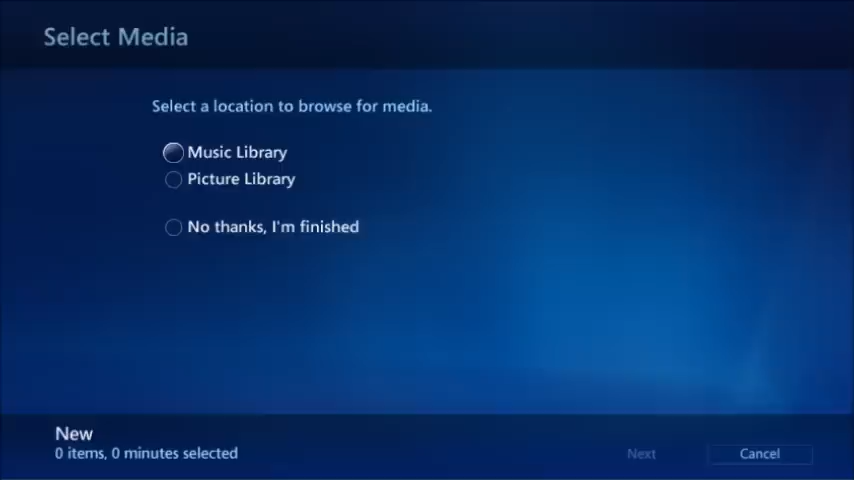 Select Media
Select a location to browse for media.
Music Library
Picture Library
No thanks, I'm finished
New
0 items, 0 minutes selected
Next
Cancel